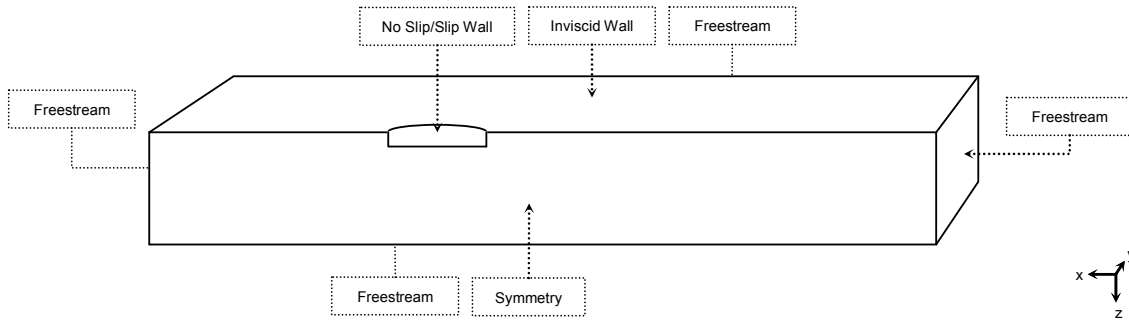 No Slip/Slip Wall
Inviscid Wall
Freestream
Freestream
Freestream
Freestream
Symmetry
y
x
z